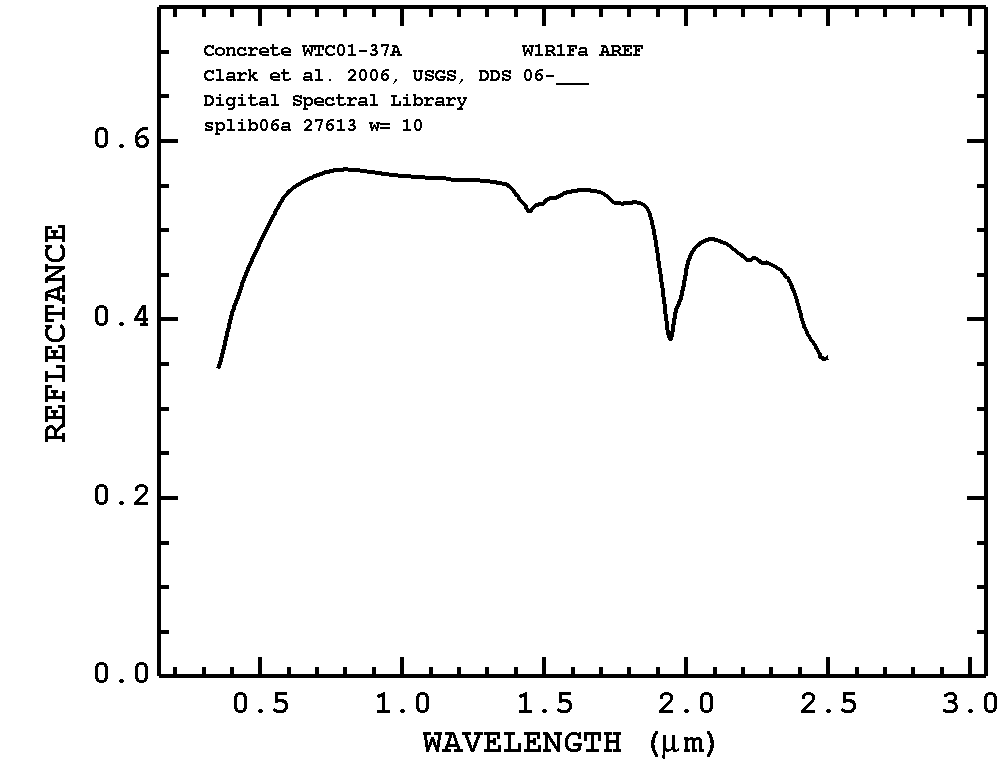 Concrete WTC01-37A W1R1Fa AREF
Clark et al. 2006, USGS, DDS 06-___
Digital Spectral Library
splib06a 27613 w= 10
REFLECTANCE
0.6
0.4
0.2
0.0
0.5 1.0 1.5 2.0 2.5 3.0
WAVELENGTH (μm)